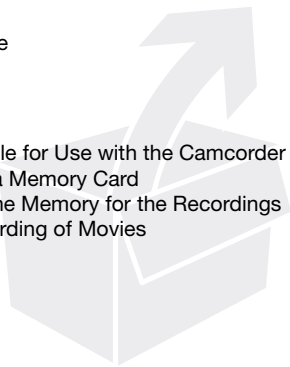 e
le for Use with the Camcorder
a Memory Card
he Memory for the Recordings
rding of Movies